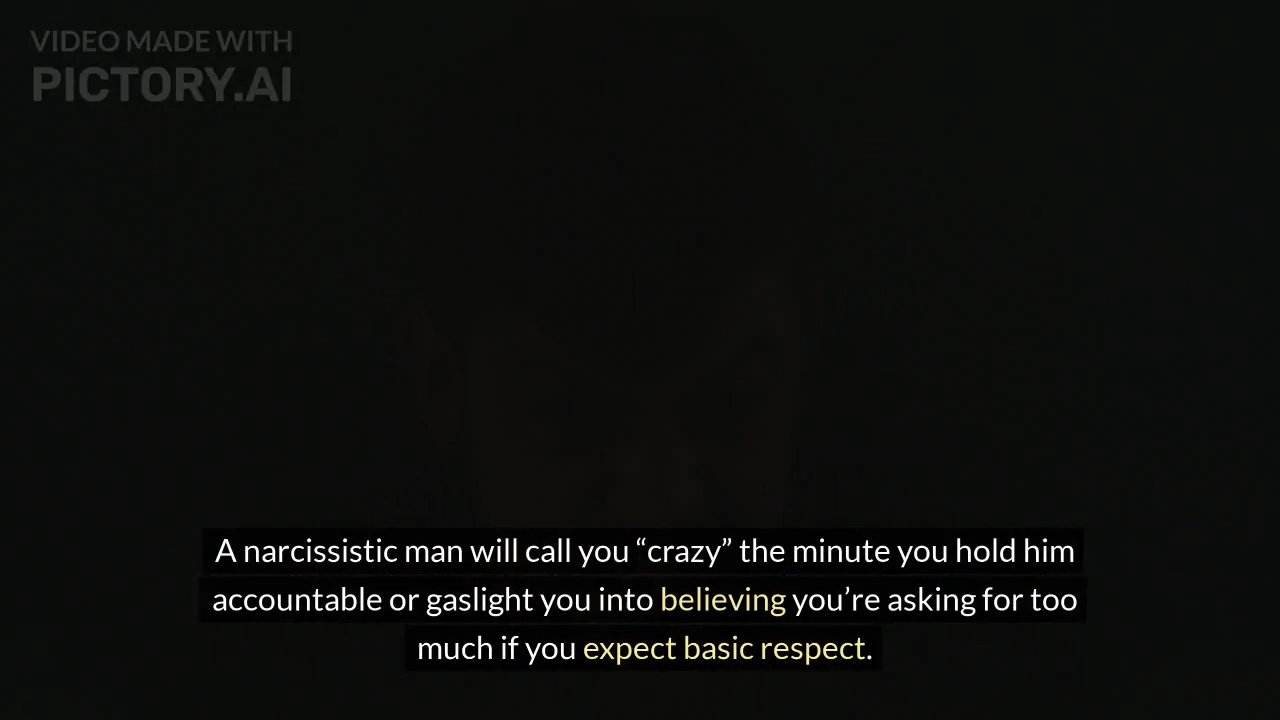 VIDEO MADE WITH
PICTORY.AI
A narcissistic man will call you “crazy” the minute you hold him
accountable or gaslight you into believing you’re asking for too
much if you expect basic respect.